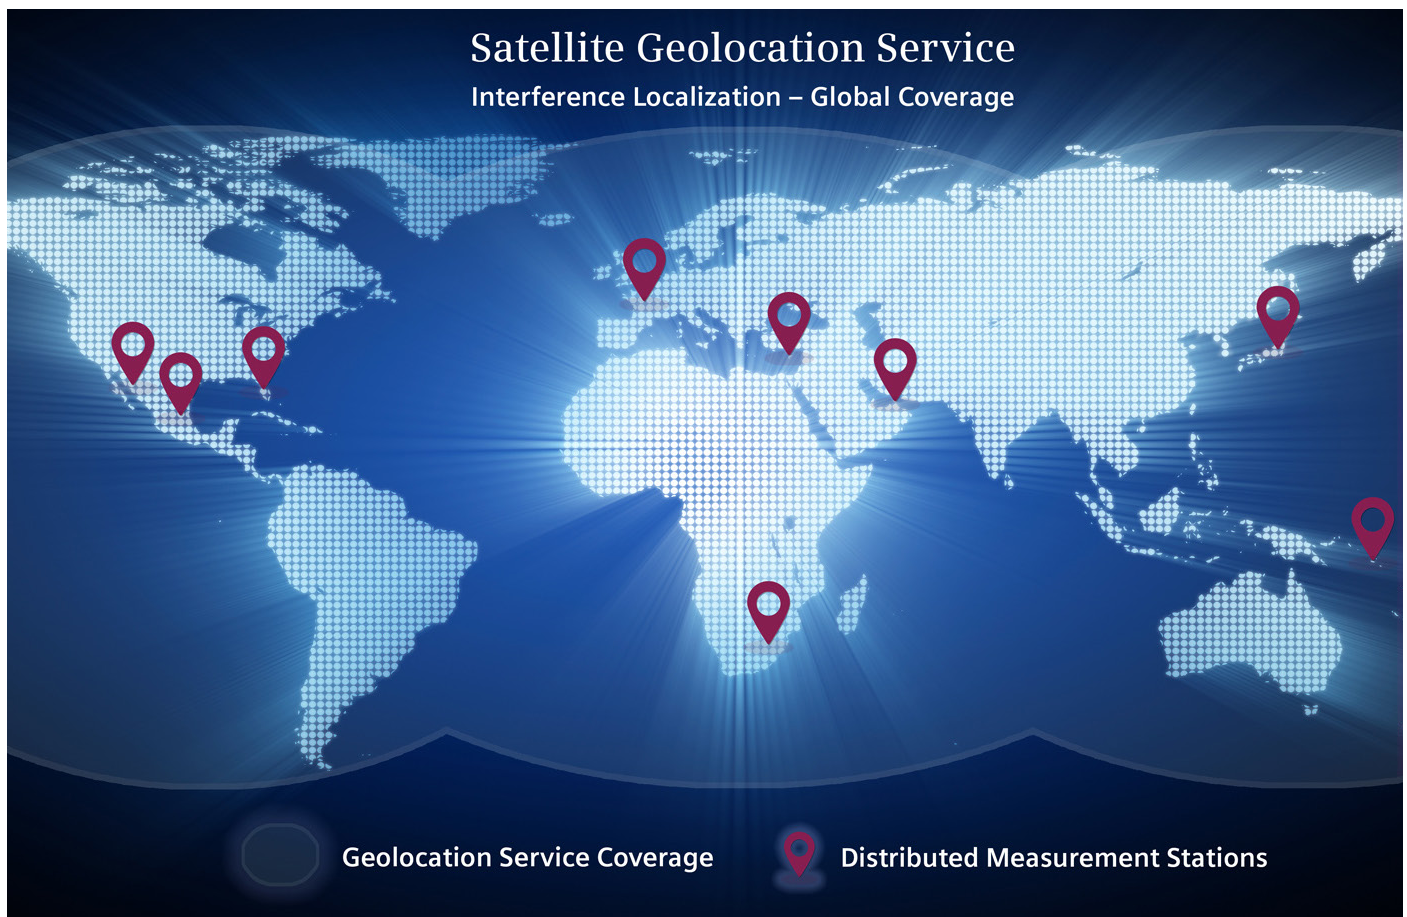 Satellite Geolocation Service
Interference Localization – Global Coverage
Geolocation Service Coverage
Distributed Measurement Stations